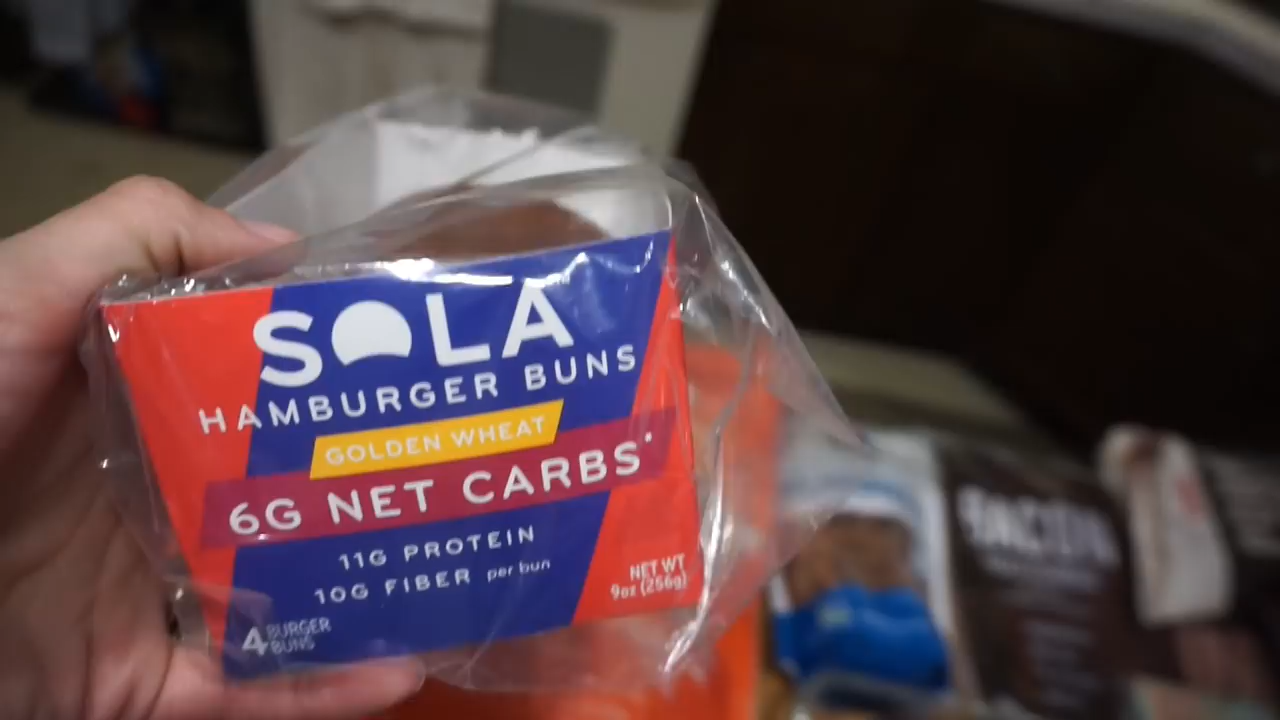 SOLA
HAMBURGER BUNS
GOLDEN WHEAT
6G NET CARBS*
11G PROTEIN
10G FIBER per bun
NET WT
9oz (256g)
4 BURGER
BUNS
BACON